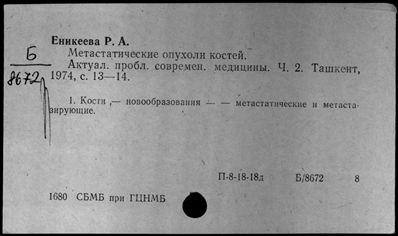 Еникеева Р. А.
Б
Метастатические опухоли костей.
Актуал. пробл. современ. медицины. Ч. 2. Ташкент,
8672
1974, с. 13—14.
1. Кости ,— новообразования — — метастатические и метаста-
зирующие.
П-8-18-18д Б/8672 8
1680 СБМБ при ГЦНМБ